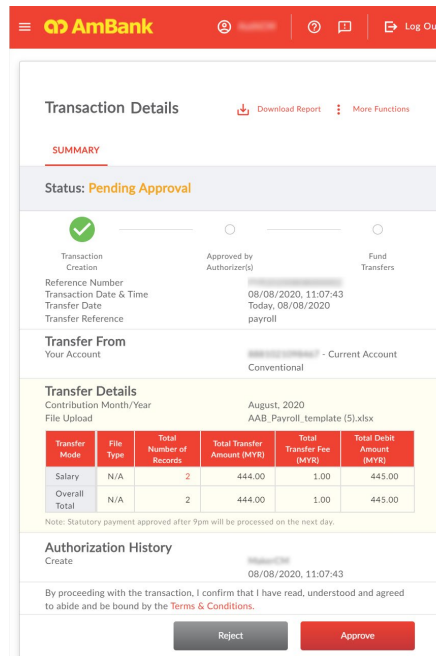 AmBank
Log Ou
Transaction Details
Download Report
More Functions
SUMMARY
Status: Pending Approval
Transaction Creation
Approved by Authorizer(s)
Fund Transfers
Reference Number
Transaction Date & Time 08/08/2020, 11:07:43
Transfer Date Today, 08/08/2020
Transfer Reference payroll
Transfer From
Your Account - Current Account
Conventional
Transfer Details
Contribution Month/Year August, 2020
File Upload AAB_Payroll_template (5).xlsx
Transfer Mode File Type Total Number of Records Total Transfer Amount (MYR) Total Transfer Fee (MYR) Total Debit Amount (MYR)
Salary N/A 2 444.00 1.00 445.00
Overall Total N/A 2 444.00 1.00 445.00
Note: Statutory payment approved after 9pm will be processed on the next day.
Authorization History
Create
08/08/2020, 11:07:43
By proceeding with the transaction, I confirm that I have read, understood and agreed
to abide and be bound by the Terms & Conditions.
Reject
Approve